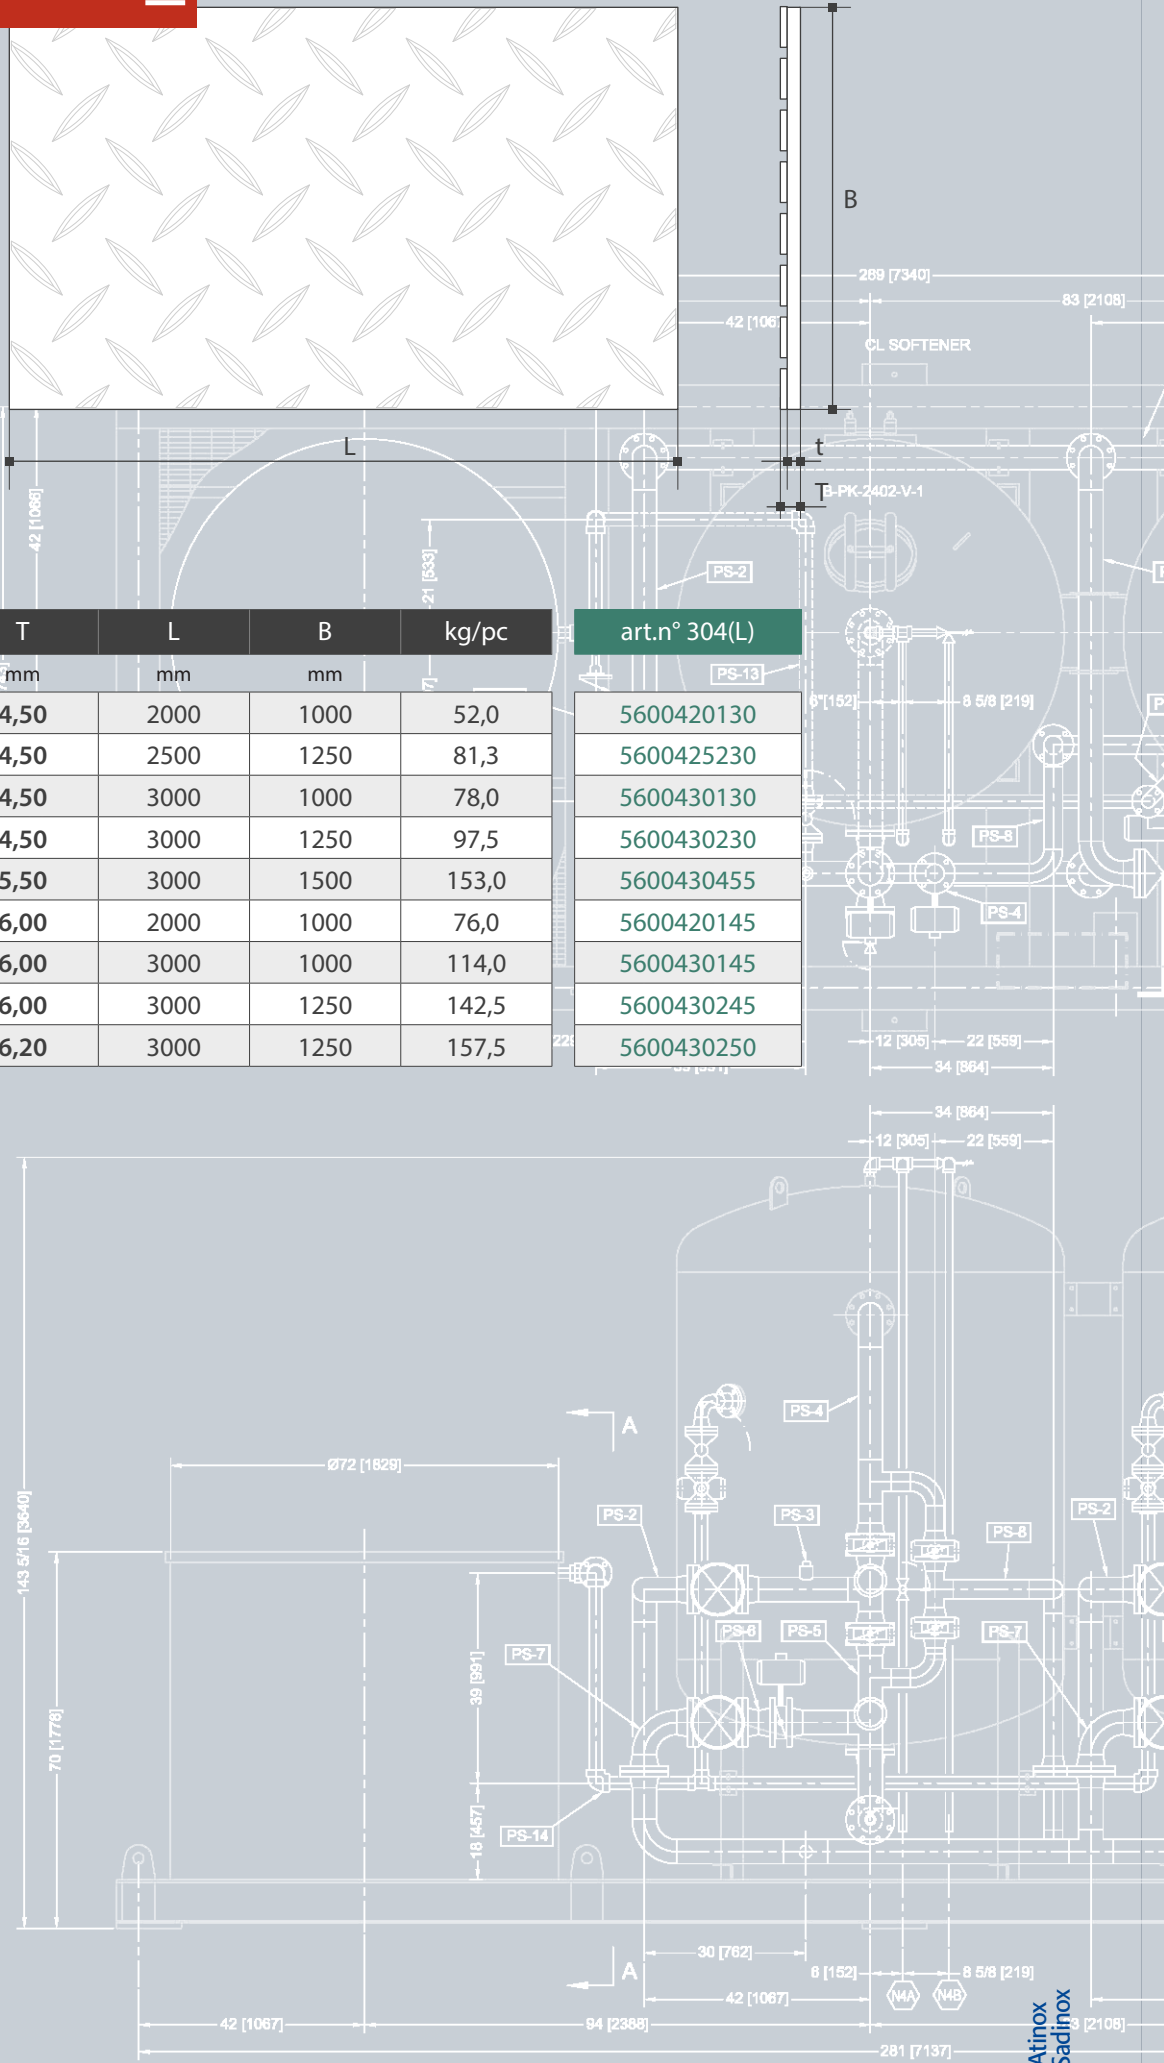 B
289 [7340]
83 [2108]
CL SOFTENER
L
t
T
B-PK-2402-V-1
42 [1066]
21 [533]
PS-2
T L B kg/pc art.n° 304(L)
mm mm mm
PS-13
6"[152]
8 5/8 [219]
4,50 2000 1000 52,0 5600420130
4,50 2500 1250 81,3 5600425230
4,50 3000 1000 78,0 5600430130
4,50 3000 1250 97,5 5600430230
5,50 3000 1500 153,0 5600430455
6,00 2000 1000 76,0 5600420145
6,00 3000 1000 114,0 5600430145
6,00 3000 1250 142,5 5600430245
6,20 3000 1250 157,5 5600430250
PS-8
PS-4
12 [305] 22 [559]
34 [864]
34 [864]
12 [305] 22 [559]
PS-4
A
Ø72 [1829]
143 5/16 [3640]
PS-2
PS-3
PS-8
PS-2
PS-6
PS-5
PS-7
PS-7
39 [991]
70 [1778]
18 [457]
PS-14
30 [762]
A
6 [152]
8 5/8 [219]
N4A
N4B
42 [1067]
42 [1067]
94 [2388]
281 [7137]
Atinox
Sadinox